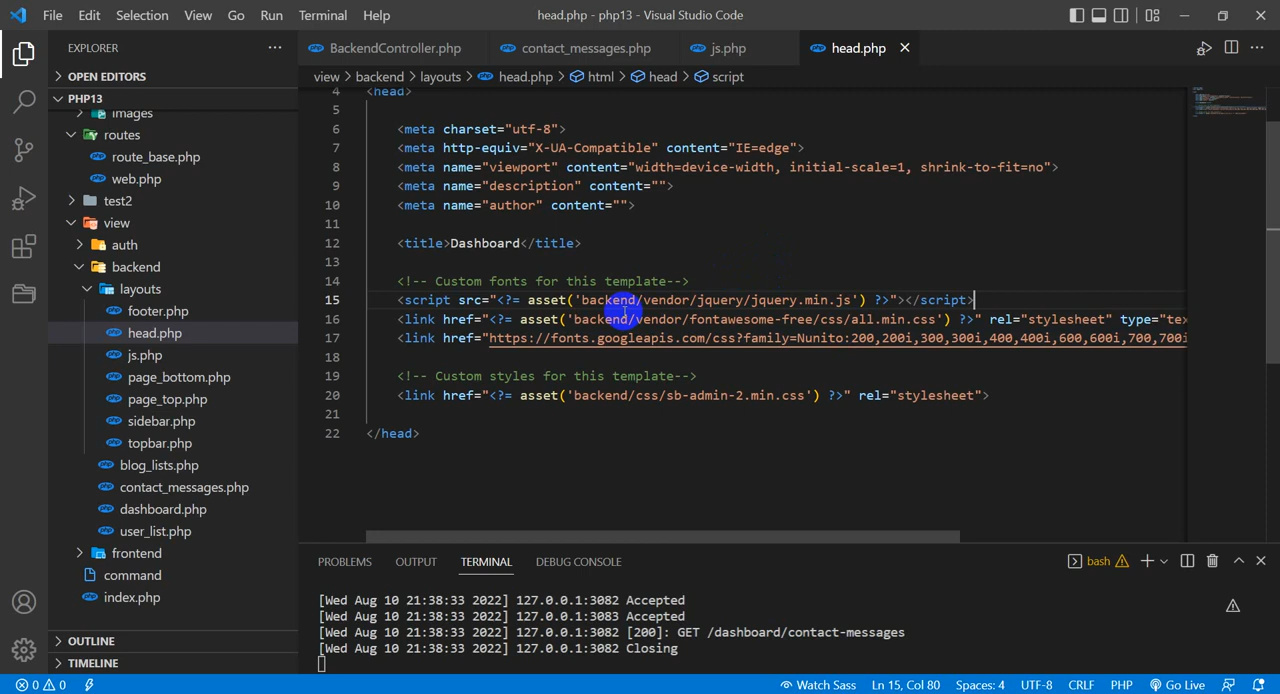 File Edit Selection View Go Run Terminal Help head.php - php13 - Visual Studio Code
EXPLORER
BackendController.php contact_messages.php js.php head.php
OPEN EDITORS
view > backend > layouts > head.php > html > head > script
PHP13
images
routes
route_base.php
web.php
test2
view
auth
backend
layouts
footer.php
head.php
js.php
page_bottom.php
page_top.php
sidebar.php
topbar.php
blog_lists.php
contact_messages.php
dashboard.php
user_list.php
frontend
command
index.php
OUTLINE
TIMELINE
4 <head>
5
6 <meta charset="utf-8">
7 <meta http-equiv="X-UA-Compatible" content="IE=edge">
8 <meta name="viewport" content="width=device-width, initial-scale=1, shrink-to-fit=no">
9 <meta name="description" content="">
10 <meta name="author" content="">
11
12 <title>Dashboard</title>
13
14 <!-- Custom fonts for this template-->
15 <script src="<?= asset('backend/vendor/jquery/jquery.min.js') ?>"></script>
16 <link href="<?= asset('backend/vendor/fontawesome-free/css/all.min.css') ?>" rel="stylesheet" type="tex
17 <link href="https://fonts.googleapis.com/css?family=Nunito:200,200i,300,300i,400,400i,600,600i,700,700i
18
19 <!-- Custom styles for this template-->
20 <link href="<?= asset('backend/css/sb-admin-2.min.css') ?>" rel="stylesheet">
21
22 </head>
PROBLEMS OUTPUT TERMINAL DEBUG CONSOLE bash
[Wed Aug 10 21:38:33 2022] 127.0.0.1:3082 Accepted
[Wed Aug 10 21:38:33 2022] 127.0.0.1:3083 Accepted
[Wed Aug 10 21:38:33 2022] 127.0.0.1:3082 [200]: GET /dashboard/contact-messages
[Wed Aug 10 21:38:33 2022] 127.0.0.1:3082 Closing
0 0 Watch Sass Ln 15, Col 80 Spaces: 4 UTF-8 CRLF PHP Go Live